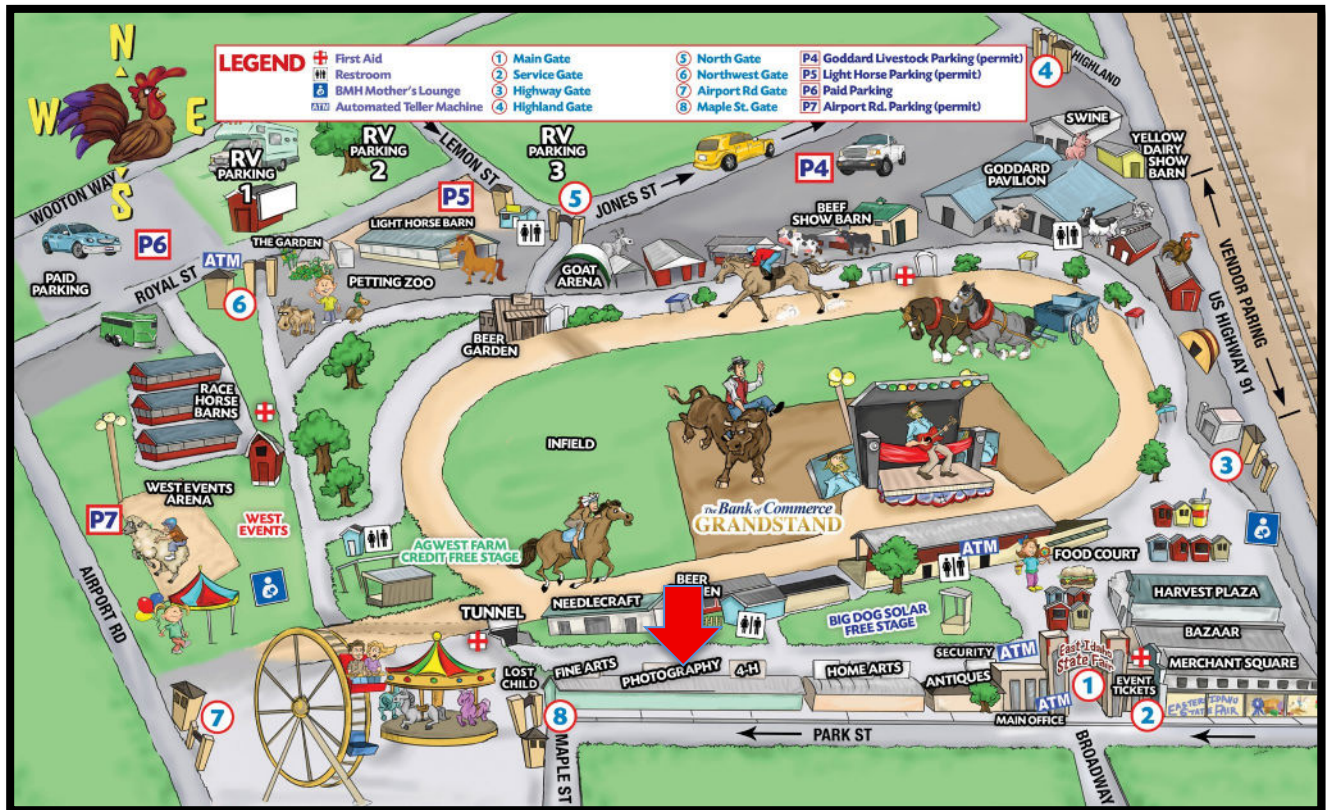 N
W E
S
LEGEND
First Aid
Restroom
BMH Mother's Lounge
ATM Automated Teller Machine
1 Main Gate
2 Service Gate
3 Highway Gate
4 Highland Gate
5 North Gate
6 Northwest Gate
7 Airport Rd Gate
8 Maple St. Gate
P4 Goddard Livestock Parking (permit)
P5 Light Horse Parking (permit)
P6 Paid Parking
P7 Airport Rd. Parking (permit)
4
HIGHLAND
SWINE
YELLOW
DAIRY
SHOW
BARN
GODDARD
PAVILION
RV
PARKING
1
RV
PARKING
2
RV
PARKING
3
LEMON ST
JONES ST
P4
P5
5
WOOTON WAY
P6
PAID
PARKING
ROYAL ST
ATM
6
THE GARDEN
LIGHT HORSE BARN
PETTING ZOO
GOAT
ARENA
BEEF
SHOW BARN
VENDOR PARING
US HIGHWAY 91
BEER
GARDEN
RACE
HORSE
BARNS
WEST EVENTS
ARENA
P7
WEST
EVENTS
AIRPORT RD
INFIELD
The Bank of Commerce
GRANDSTAND
AGWEST FARM
CREDIT FREE STAGE
3
ATM
FOOD COURT
TUNNEL
NEEDLECRAFT
BEER
BIG DOG SOLAR
FREE STAGE
HARVEST PLAZA
BAZAAR
MERCHANT SQUARE
East Idaho
State Fair
SECURITY
ATM
LOST
CHILD
FINE ARTS
PHOTOGRAPHY
4-H
HOME ARTS
ANTIQUES
1
EVENT
TICKETS
2
EASTERN IDAHO
STATE FAIR
ATM
MAIN OFFICE
7
8
PARK ST
MAPLE ST
BROADWAY